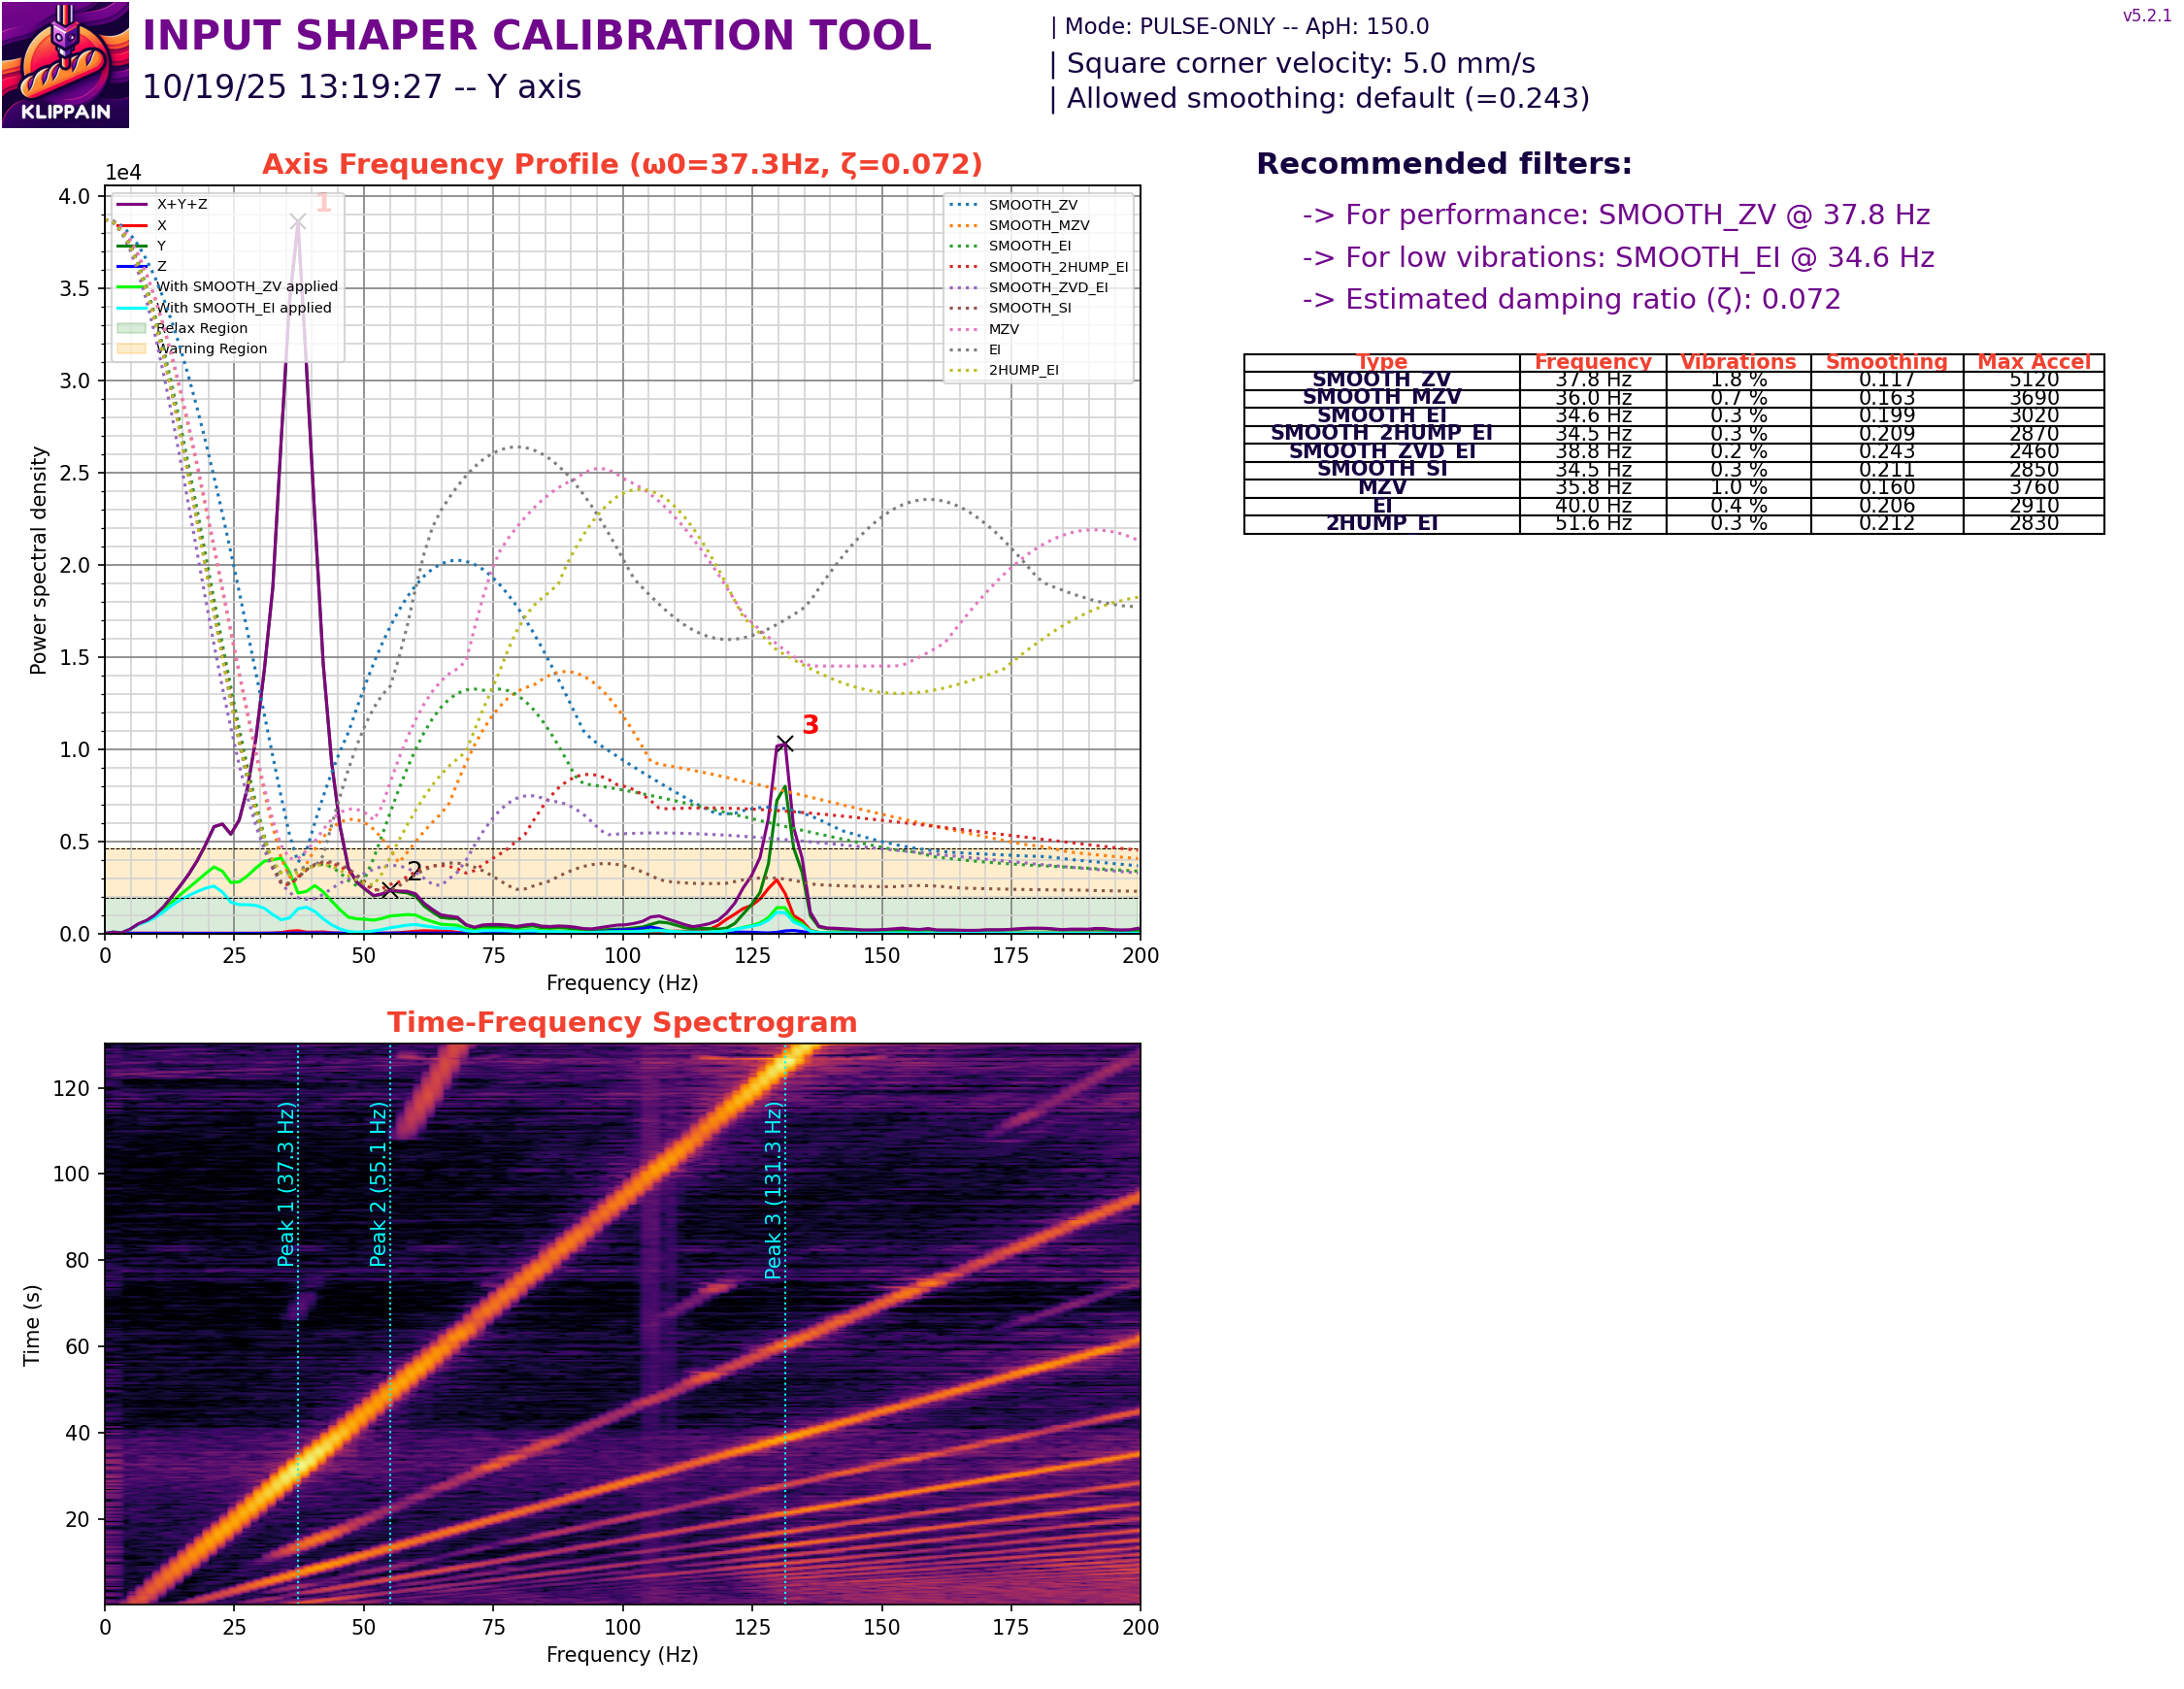 KLIPPAIN
INPUT SHAPER CALIBRATION TOOL
10/19/25 13:19:27 -- Y axis
| Mode: PULSE-ONLY -- ApH: 150.0
| Square corner velocity: 5.0 mm/s
| Allowed smoothing: default (=0.243)
v5.2.1
Axis Frequency Profile (ω0=37.3Hz, ζ=0.072)
1e4
4.0
3.5
3.0
2.5
2.0
1.5
1.0
0.5
0.0
Power spectral density
X+Y+Z
X
Y
Z
With SMOOTH_ZV applied
With SMOOTH_EI applied
Relax Region
Warning Region
1
2
3
SMOOTH_ZV
SMOOTH_MZV
SMOOTH_EI
SMOOTH_2HUMP_EI
SMOOTH_ZVD_EI
SMOOTH_SI
MZV
EI
2HUMP_EI
0 25 50 75 100 125 150 175 200
Frequency (Hz)
Recommended filters:
-> For performance: SMOOTH_ZV @ 37.8 Hz
-> For low vibrations: SMOOTH_EI @ 34.6 Hz
-> Estimated damping ratio (ζ): 0.072
Type Frequency Vibrations Smoothing Max Accel
SMOOTH_ZV 37.8 Hz 1.8 % 0.117 5120
SMOOTH_MZV 36.0 Hz 0.7 % 0.163 3690
SMOOTH_EI 34.6 Hz 0.3 % 0.199 3020
SMOOTH_2HUMP_EI 34.5 Hz 0.3 % 0.209 2870
SMOOTH_ZVD_EI 38.8 Hz 0.2 % 0.243 2460
SMOOTH_SI 34.5 Hz 0.3 % 0.211 2850
MZV 35.8 Hz 1.0 % 0.160 3760
EI 40.0 Hz 0.4 % 0.206 2910
2HUMP_EI 51.6 Hz 0.3 % 0.212 2830
Time-Frequency Spectrogram
120
100
80
60
40
20
Time (s)
Peak 1 (37.3 Hz)
Peak 2 (55.1 Hz)
Peak 3 (131.3 Hz)
0 25 50 75 100 125 150 175 200
Frequency (Hz)